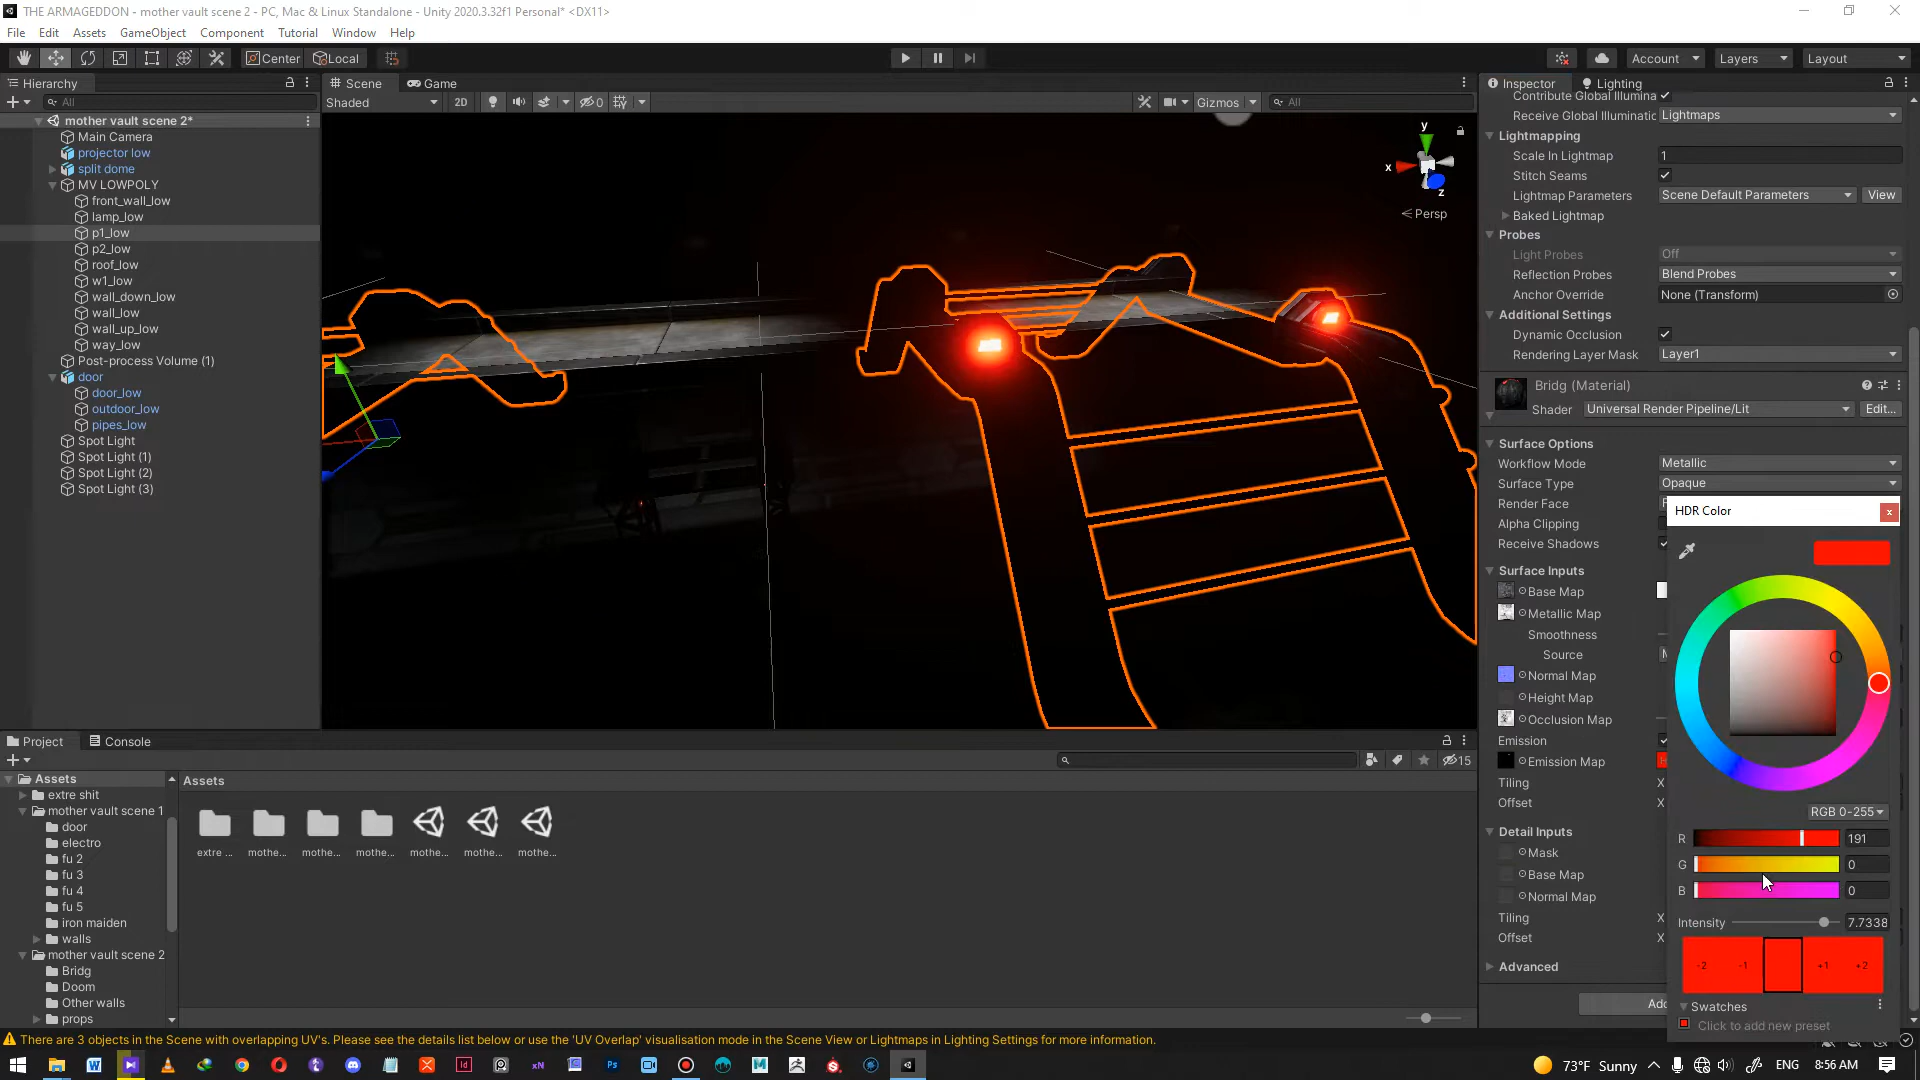 THE ARMAGEDDON - mother vault scene 2 - PC, Mac & Linux Standalone - Unity 2020.3.32f1 Personal* <DX11>
File Edit Assets GameObject Component Tutorial Window Help
Center Local Account Layers Layout
Hierarchy
All
mother vault scene 2*
Main Camera
projector low
split dome
MV LOWPOLY
front_wall_low
lamp_low
p1_low
p2_low
roof_low
w1_low
wall_down_low
wall_low
wall_up_low
way_low
Post-process Volume (1)
door
door_low
outdoor_low
pipes_low
Spot Light
Spot Light (1)
Spot Light (2)
Spot Light (3)
Scene Game
Shaded 2D 0 Gizmos All
y
x
z
Persp
Inspector Lighting
Contribute Global Illumina
Receive Global Illuminatic Lightmaps
Lightmapping
Scale In Lightmap 1
Stitch Seams
Lightmap Parameters Scene Default Parameters View
Baked Lightmap
Probes
Light Probes Off
Reflection Probes Blend Probes
Anchor Override None (Transform)
Additional Settings
Dynamic Occlusion
Rendering Layer Mask Layer1
Bridg (Material)
Shader Universal Render Pipeline/Lit Edit...
Surface Options
Workflow Mode Metallic
Surface Type Opaque
Render Face
Alpha Clipping
Receive Shadows
Surface Inputs
Base Map
Metallic Map
Smoothness
Source
Normal Map
Height Map
Occlusion Map
Emission
Emission Map
Tiling X
Offset X
Detail Inputs
Mask
Base Map
Normal Map
Tiling X
Offset X
Advanced
HDR Color
x
RGB 0-255
R 191
G 0
B 0
Intensity 7.7338
-2 -1 +1 +2
Swatches
Click to add new preset
Project Console
15
Assets
extre shit
mother vault scene 1
door
electro
fu 2
fu 3
fu 4
fu 5
iron maiden
walls
mother vault scene 2
Bridg
Doom
Other walls
props
Assets
extre ... mothe... mothe... mothe... mothe... mothe... mothe...
There are 3 objects in the Scene with overlapping UV's. Please see the details list below or use the 'UV Overlap' visualisation mode in the Scene View or Lightmaps in Lighting Settings for more information.
73°F Sunny ENG 8:56 AM